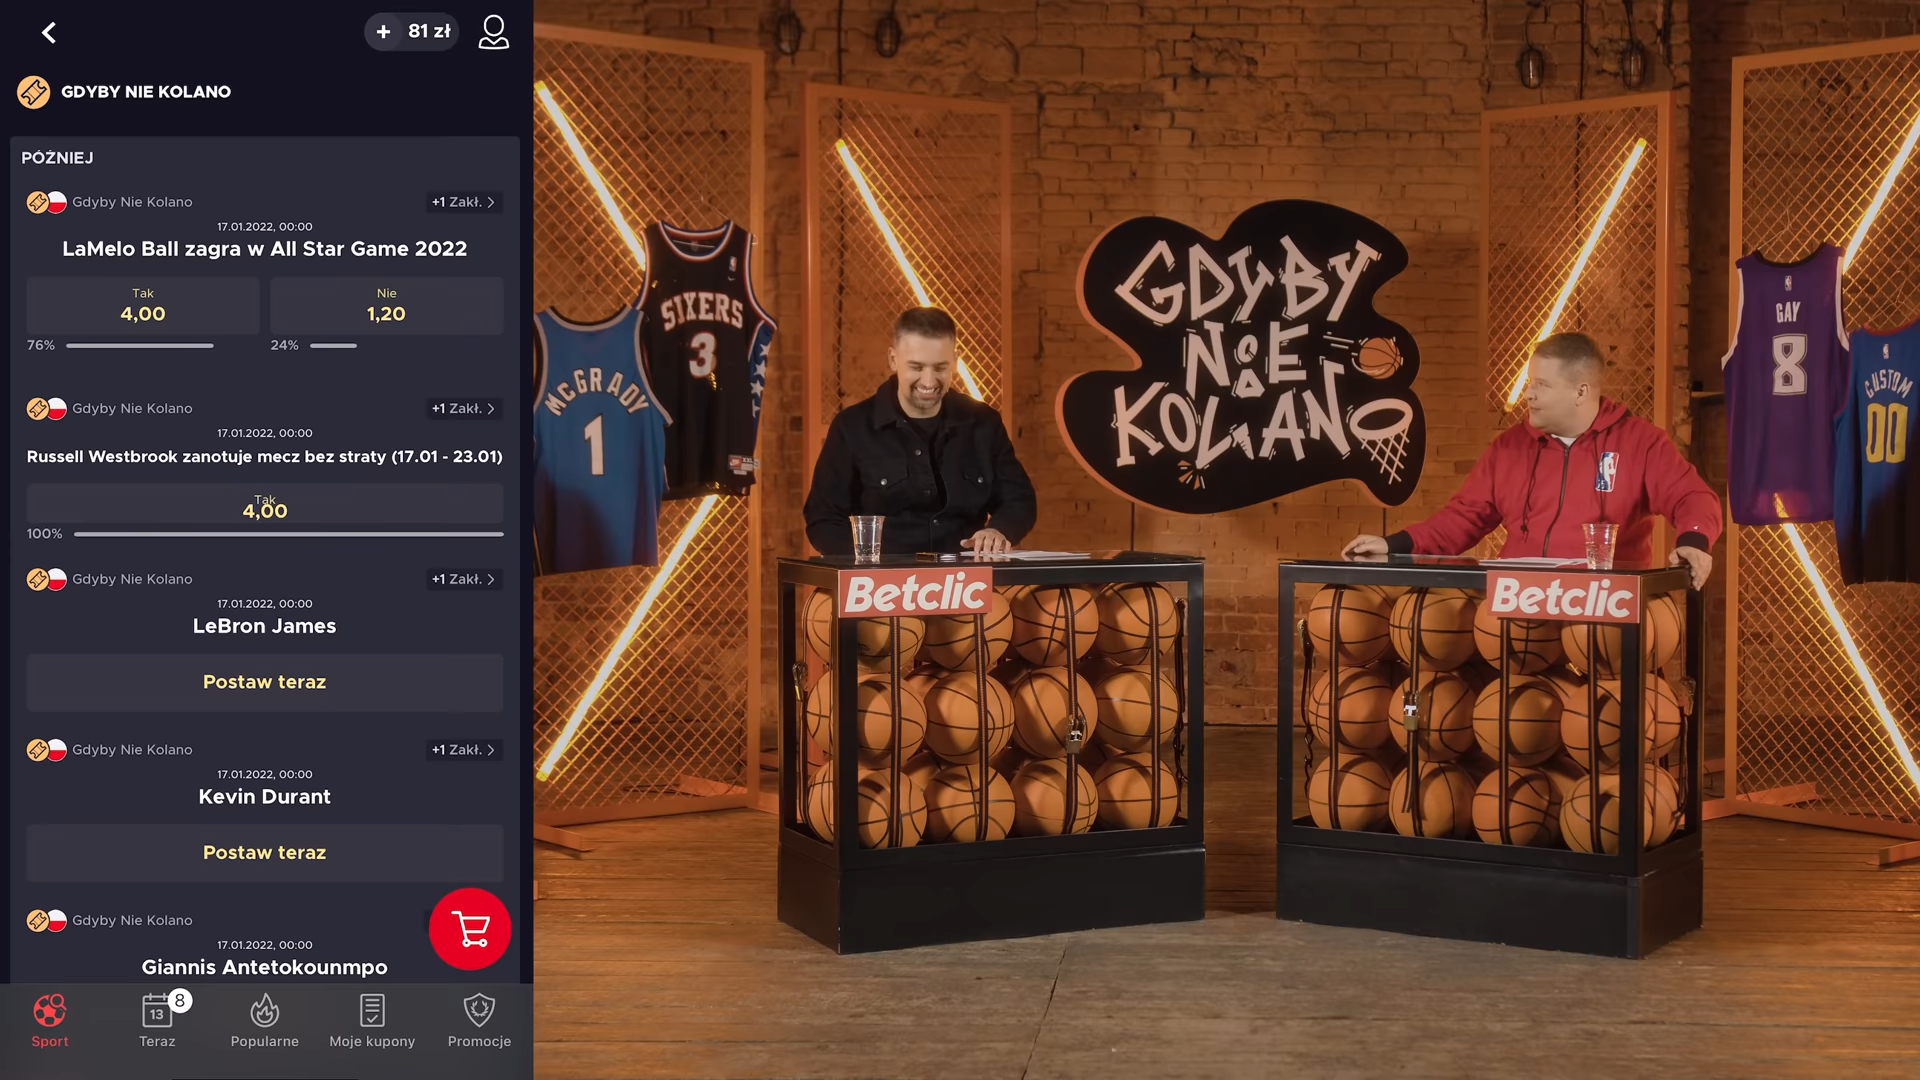 + 81 zł
GDYBY NIE KOLANO
PÓŹNIEJ
Gdyby Nie Kolano
+1 Zakł.
17.01.2022, 00:00
LaMelo Ball zagra w All Star Game 2022
Tak
4,00
Nie
1,20
76%
24%
Gdyby Nie Kolano
+1 Zakł.
17.01.2022, 00:00
Russell Westbrook zanotuje mecz bez straty (17.01 - 23.01)
Tak
4,00
100%
Gdyby Nie Kolano
+1 Zakł.
17.01.2022, 00:00
LeBron James
Postaw teraz
Gdyby Nie Kolano
+1 Zakł.
17.01.2022, 00:00
Kevin Durant
Postaw teraz
Gdyby Nie Kolano
17.01.2022, 00:00
Giannis Antetokounmpo
Sport
13
8
Teraz
Popularne
Moje kupony
Promocje
MCGRADY
1
SIXERS
3
GDYBY
NIE
KOLANO
GAY
8
CUSTOM
00
Betclic
Betclic